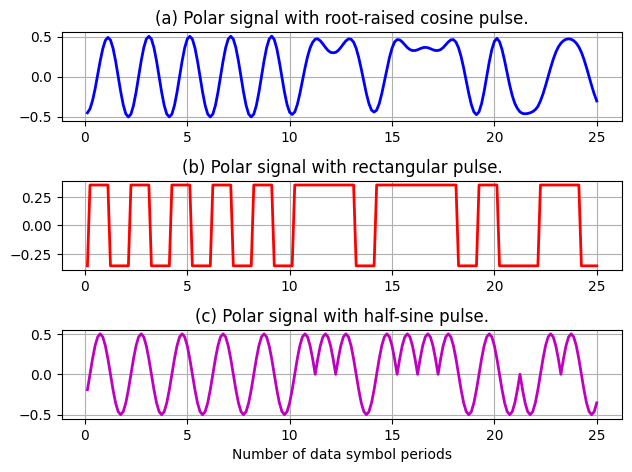 (a) Polar signal with root-raised cosine pulse.
0.5
0.0
−0.5
0 5 10 15 20 25
(b) Polar signal with rectangular pulse.
0.25
0.00
−0.25
0 5 10 15 20 25
(c) Polar signal with half-sine pulse.
0.5
0.0
−0.5
0 5 10 15 20 25
Number of data symbol periods